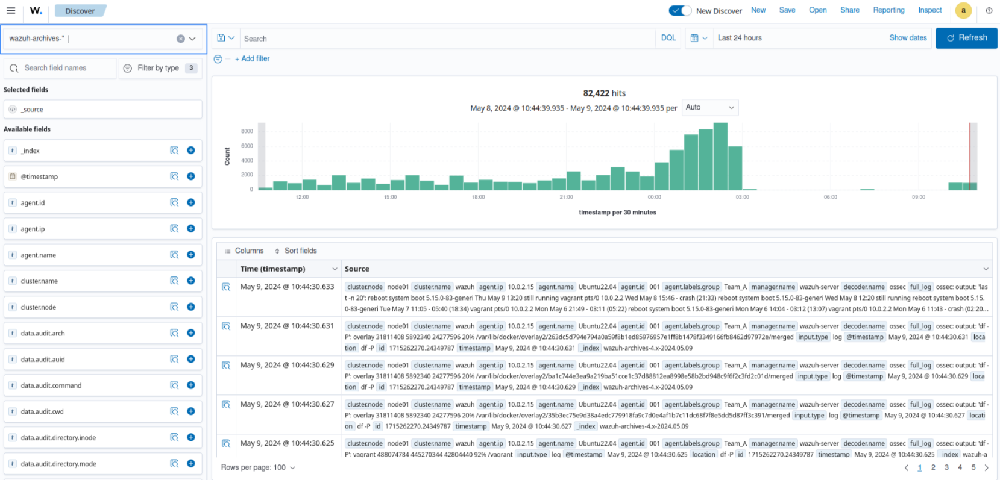 W. Discover New Discover New Save Open Share Reporting Inspect a
wazuh-archives-*
Search DQL Last 24 hours Show dates Refresh
+ Add filter
Search field names Filter by type 3
Selected fields
_source
Available fields
t _index
@timestamp
t agent.id
t agent.ip
t agent.name
t cluster.name
t cluster.node
t data.audit.arch
t data.audit.auid
t data.audit.command
t data.audit.cwd
t data.audit.directory.inode
t data.audit.directory.mode
82,422 hits
May 8, 2024 @ 10:44:39.935 - May 9, 2024 @ 10:44:39.935 per Auto
Count
8000
6000
4000
2000
0
12:00 15:00 18:00 21:00 00:00 03:00 06:00 09:00
timestamp per 30 minutes
Columns Sort fields
Time (timestamp) Source
May 9, 2024 @ 10:44:30.633 cluster.node node01 cluster.name wazuh agent.ip 10.0.2.15 agent.name Ubuntu22.04 agent.id 001 agent.labels.group Team_A manager.name wazuh-server decoder.name ossec full_log ossec: output: 'las
t -n 20': reboot system boot 5.15.0-83-generi Thu May 9 13:20 still running vagrant pts/0 10.0.2.2 Wed May 8 15:46 - crash (21:33) reboot system boot 5.15.0-83-generi Wed May 8 12:20 still running reboot system boot 5.15.
0-83-generi Tue May 7 11:05 - 05:40 (18:34) vagrant pts/0 10.0.2.2 Mon May 6 21:49 - 03:11 (05:22) reboot system boot 5.15.0-83-generi Mon May 6 14:04 - 03:12 (13:07) vagrant pts/0 10.0.2.2 Mon May 6 11:43 - crash (02:20...
May 9, 2024 @ 10:44:30.631 cluster.node node01 cluster.name wazuh agent.ip 10.0.2.15 agent.name Ubuntu22.04 agent.id 001 agent.labels.group Team_A manager.name wazuh-server decoder.name ossec full_log ossec: output: 'df -
P': overlay 31811408 5892340 24277596 20% /var/lib/docker/overlay2/263dc5d794e794a0a59f8b1ed85976957e1ff8b1478f3349166fb8462d97972e/merged input.type log @timestamp May 9, 2024 @ 10:44:30.631 loca
tion df -P id 1715262270.24349787 timestamp May 9, 2024 @ 10:44:30.631 _index wazuh-archives-4.x-2024.05.09
May 9, 2024 @ 10:44:30.629 cluster.node node01 cluster.name wazuh agent.ip 10.0.2.15 agent.name Ubuntu22.04 agent.id 001 agent.labels.group Team_A manager.name wazuh-server decoder.name ossec full_log ossec: output: 'df -
P': overlay 31811408 5892340 24277596 20% /var/lib/docker/overlay2/ba1c744e3ea9a219ba51cce1c37d88812ea8998e58b2bd948c9f6f2c3fd2c01d/merged input.type log @timestamp May 9, 2024 @ 10:44:30.629 loca
tion df -P id 1715262270.24349787 timestamp May 9, 2024 @ 10:44:30.629 _index wazuh-archives-4.x-2024.05.09
May 9, 2024 @ 10:44:30.627 cluster.node node01 cluster.name wazuh agent.ip 10.0.2.15 agent.name Ubuntu22.04 agent.id 001 agent.labels.group Team_A manager.name wazuh-server decoder.name ossec full_log ossec: output: 'df -
P': overlay 31811408 5892340 24277596 20% /var/lib/docker/overlay2/35b3ec75e9d38a4edc779918fa9c7d0e4af1b7c11dc68f7f8e5dd5d87ff3c391/merged input.type log @timestamp May 9, 2024 @ 10:44:30.627 locati
on df -P id 1715262270.24349787 timestamp May 9, 2024 @ 10:44:30.627 _index wazuh-archives-4.x-2024.05.09
May 9, 2024 @ 10:44:30.625 cluster.node node01 cluster.name wazuh agent.ip 10.0.2.15 agent.name Ubuntu22.04 agent.id 001 agent.labels.group Team_A manager.name wazuh-server decoder.name ossec full_log ossec: output: 'df -
P': vagrant 488074784 445270344 42804440 92% /vagrant input.type log @timestamp May 9, 2024 @ 10:44:30.625 location df -P id 1715262270.24349787 timestamp May 9, 2024 @ 10:44:30.625 _index wazuh-a
Rows per page: 100 1 2 3 4 5